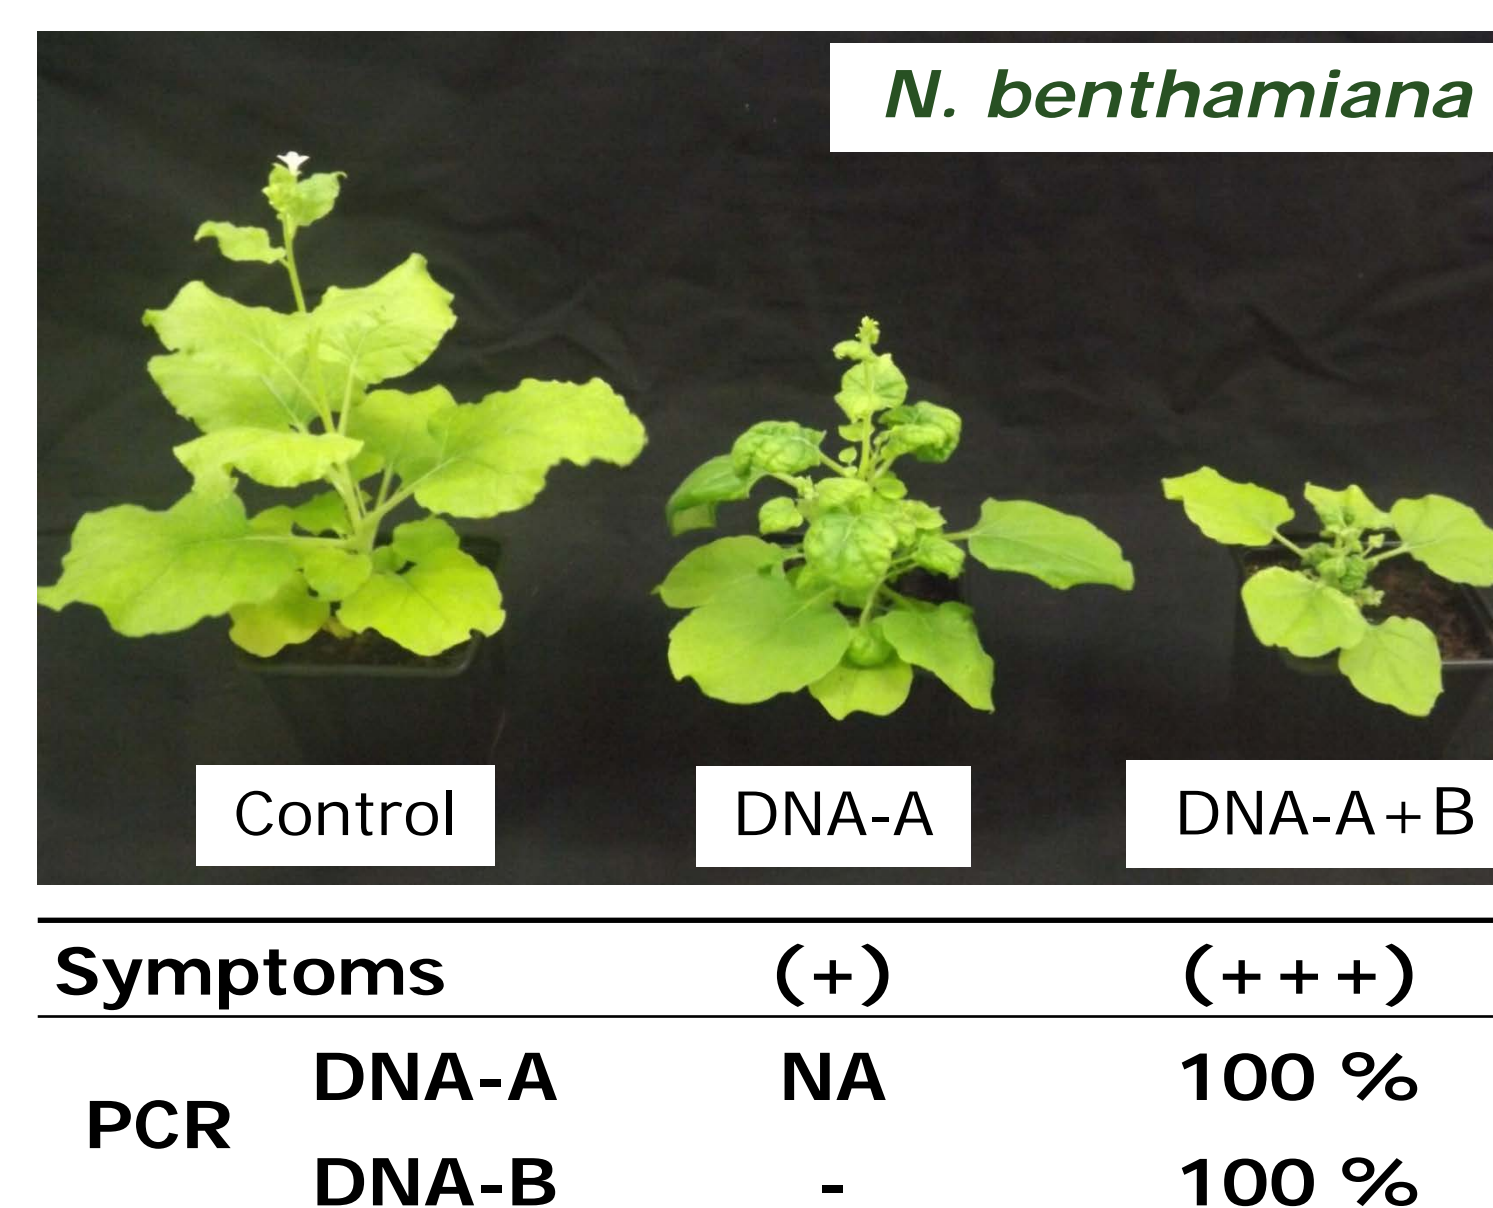 N. benthamiana
Control DNA-A DNA-A+B
Symptoms (+) (+++)
PCR
DNA-A NA 100 %
DNA-B - 100 %